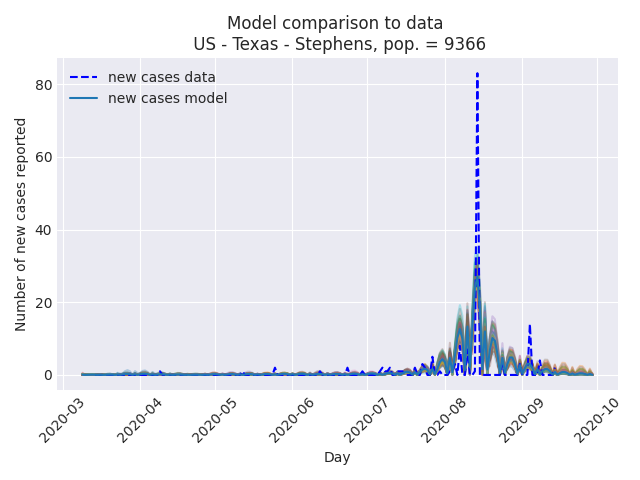 Model comparison to data
US - Texas - Stephens, pop. = 9366
new cases data
new cases model
Number of new cases reported
80
60
40
20
0
2020-03
2020-04
2020-05
2020-06
2020-07
2020-08
2020-09
2020-10
Day